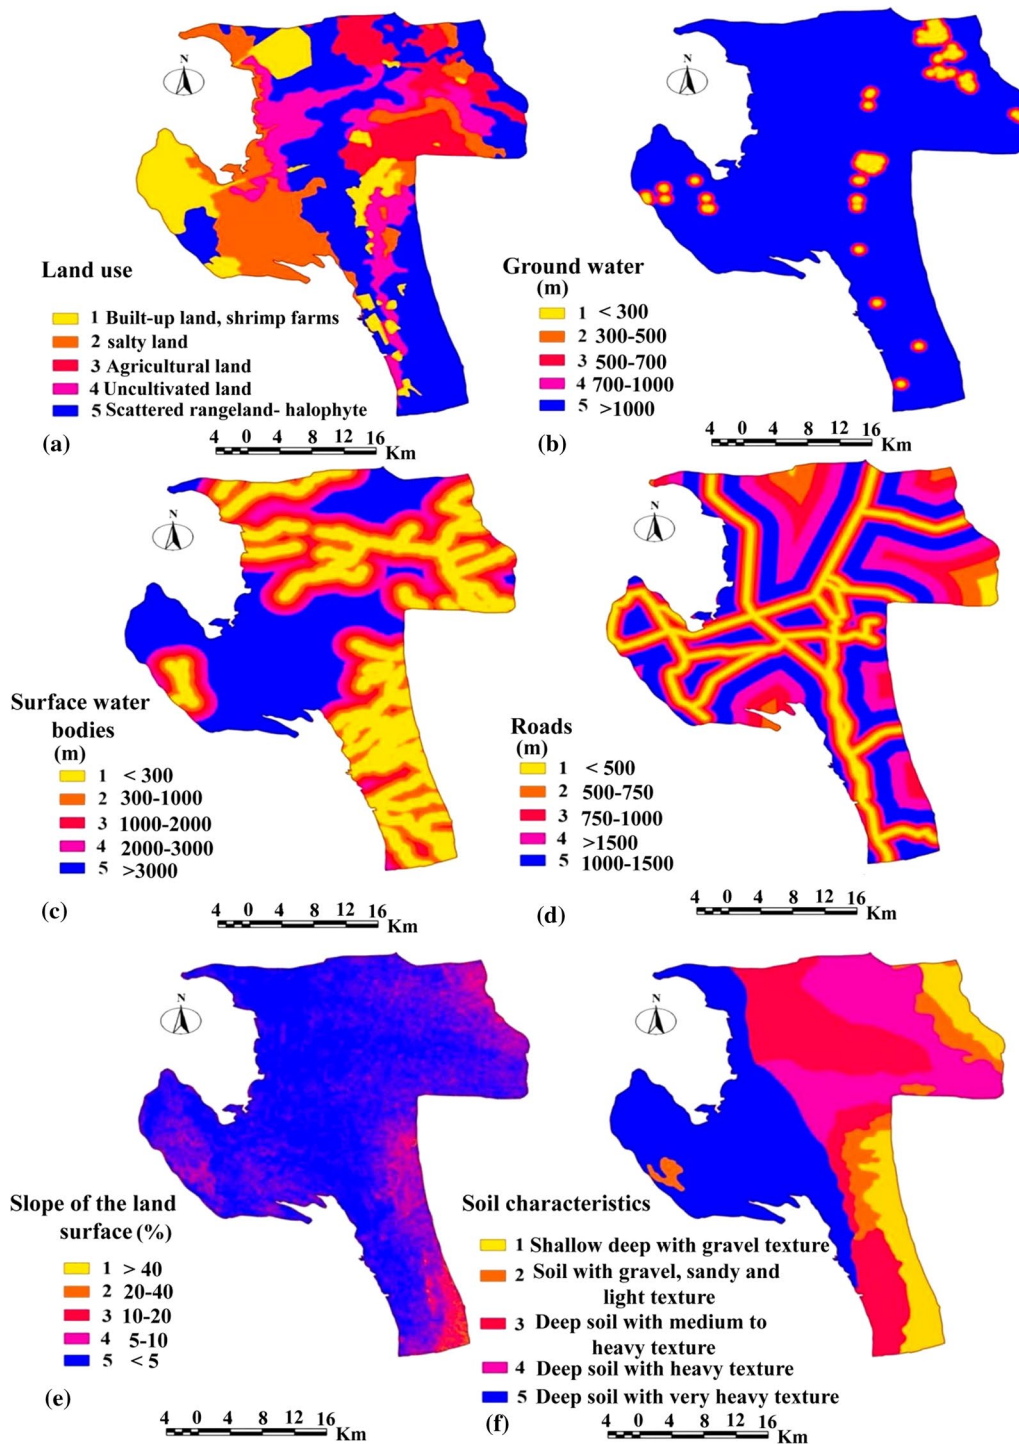 N
Land use
1 Built-up land, shrimp farms
2 salty land
3 Agricultural land
4 Uncultivated land
5 Scattered rangeland- halophyte
(a)
4 0 4 8 12 16
Km
N
Ground water
(m)
1 < 300
2 300-500
3 500-700
4 700-1000
5 >1000
(b)
4 0 4 8 12 16
Km
N
Surface water
bodies
(m)
1 < 300
2 300-1000
3 1000-2000
4 2000-3000
5 >3000
(c)
4 0 4 8 12 16
Km
N
Roads
(m)
1 < 500
2 500-750
3 750-1000
4 >1500
5 1000-1500
(d)
4 0 4 8 12 16
Km
N
Slope of the land
surface (%)
1 > 40
2 20-40
3 10-20
4 5-10
5 < 5
(e)
4 0 4 8 12 16
Km
N
Soil characteristics
1 Shallow deep with gravel texture
2 Soil with gravel, sandy and
light texture
3 Deep soil with medium to
heavy texture
4 Deep soil with heavy texture
5 Deep soil with very heavy texture
(f)
4 0 4 8 12 16
Km